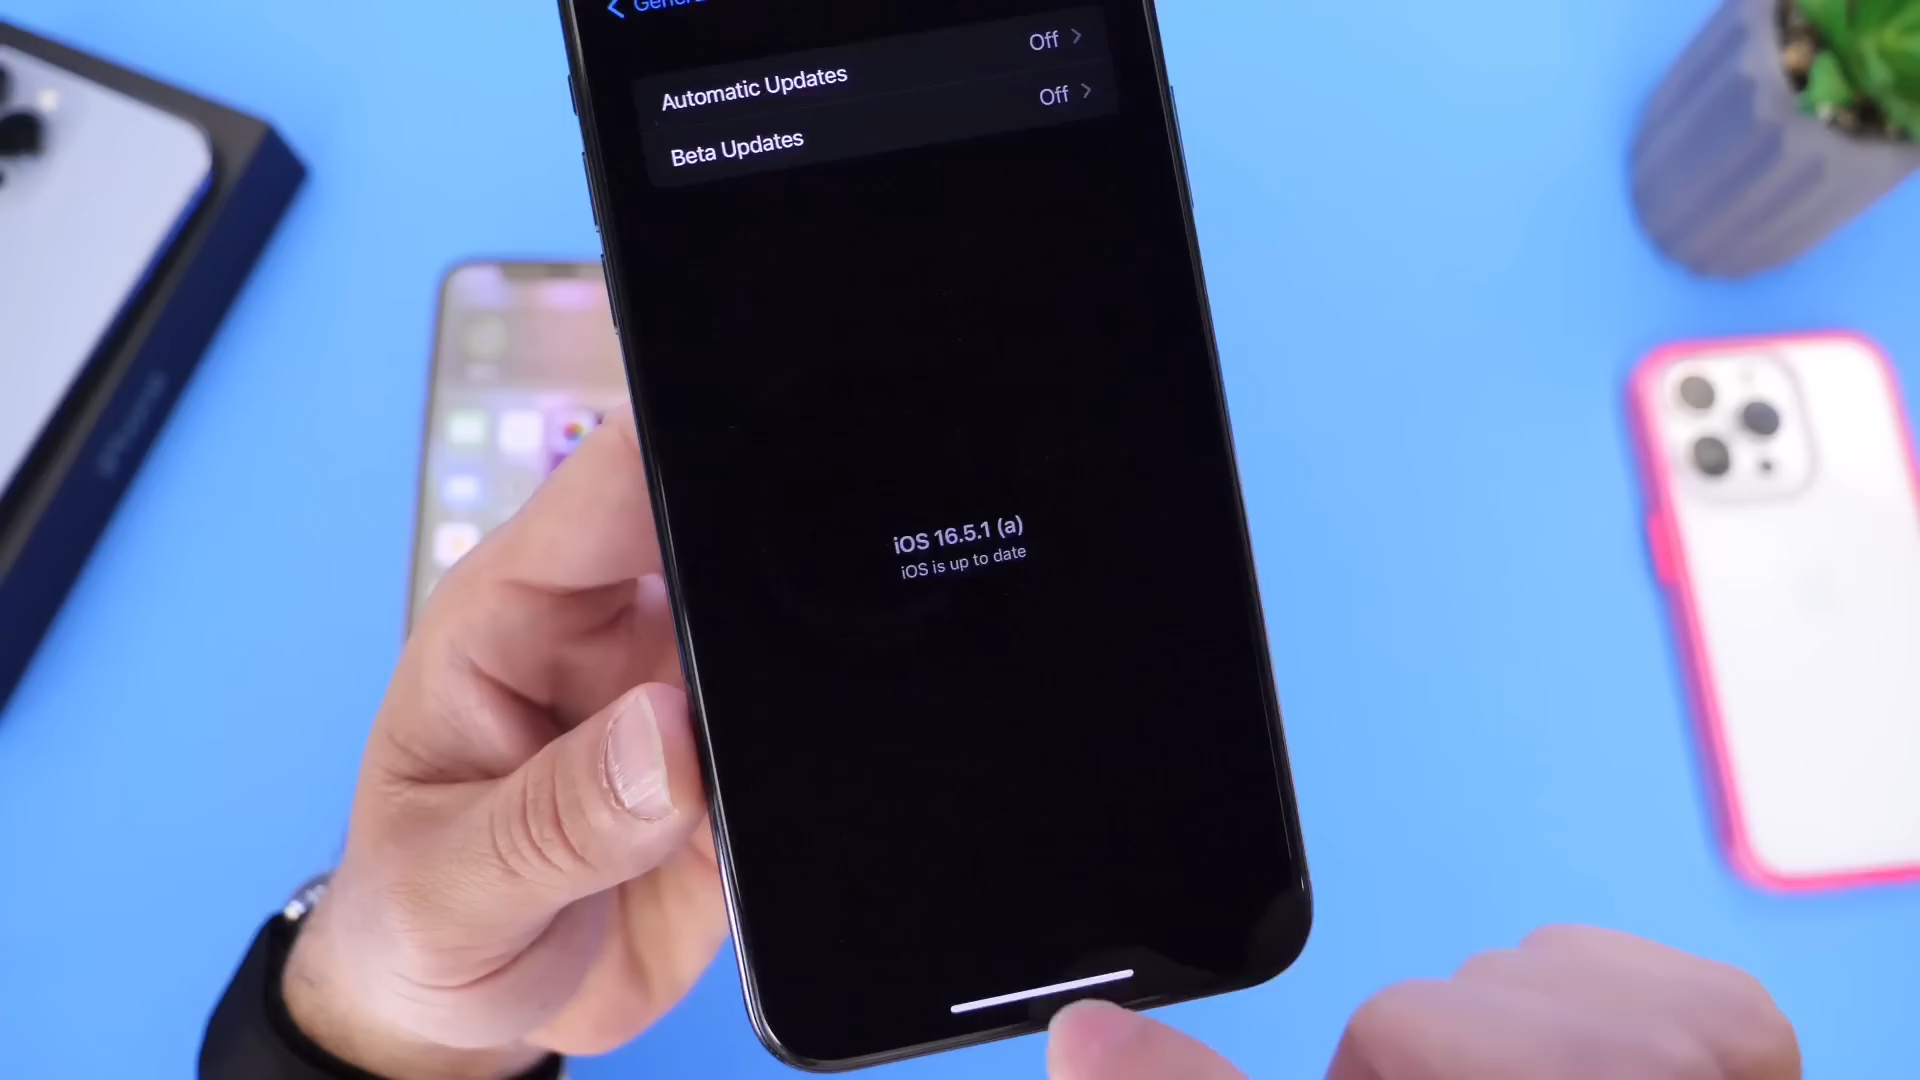 Automatic Updates Off
Beta Updates Off
iOS 16.5.1 (a)
iOS is up to date